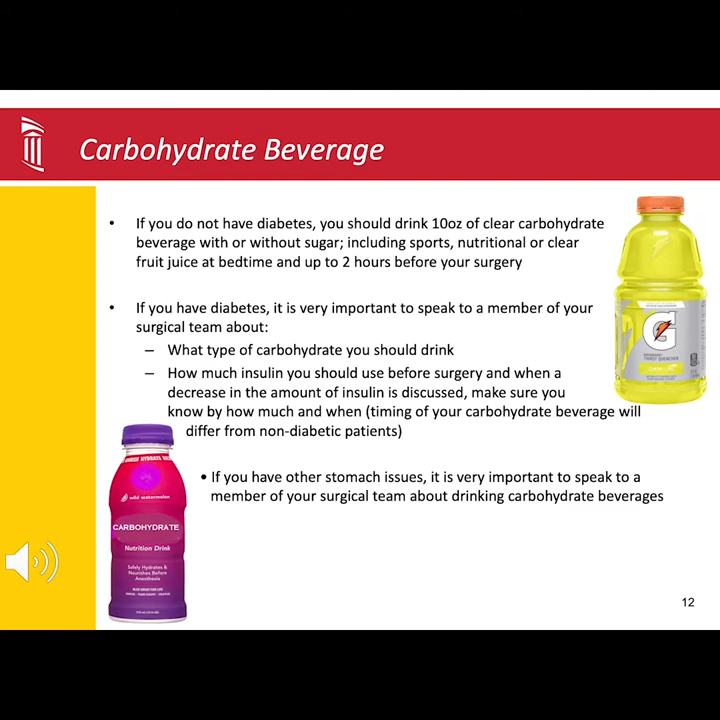 Carbohydrate Beverage
• If you do not have diabetes, you should drink 10oz of clear carbohydrate
beverage with or without sugar; including sports, nutritional or clear
fruit juice at bedtime and up to 2 hours before your surgery
• If you have diabetes, it is very important to speak to a member of your
surgical team about:
– What type of carbohydrate you should drink
– How much insulin you should use before surgery and when a
decrease in the amount of insulin is discussed, make sure you
know by how much and when (timing of your carbohydrate beverage will
differ from non-diabetic patients)
• If you have other stomach issues, it is very important to speak to a
member of your surgical team about drinking carbohydrate beverages
G
THIRST QUENCHER
wild watermelon
CARBOHYDRATE
Nutrition Drink
Safely Hydrates &
Nourishes Before
Anesthesia
12